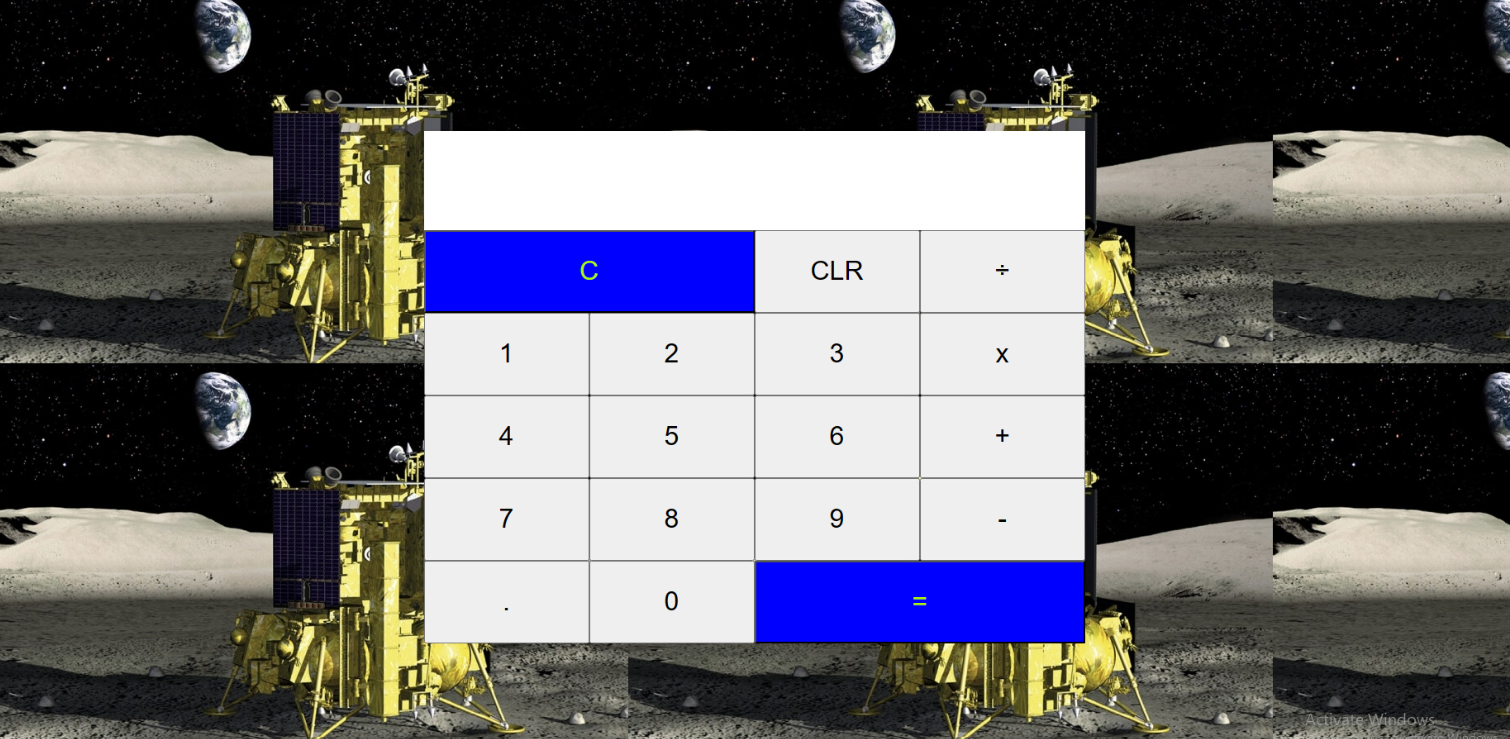 C CLR ÷
1 2 3 x
4 5 6 +
7 8 9 -
. 0 =
Activate Windows